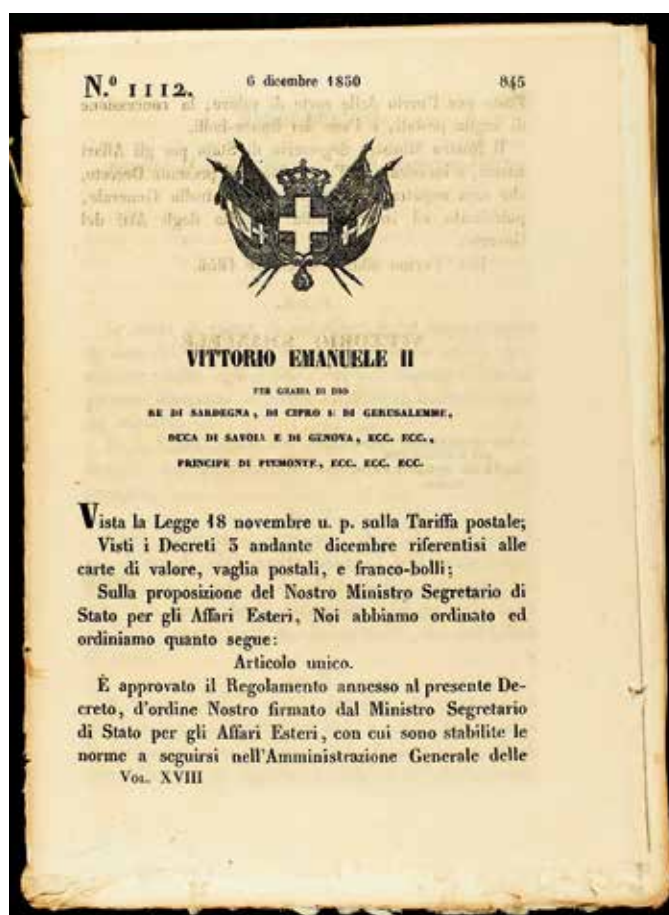 N.º 1112.
6 dicembre 1850
845
VITTORIO EMANUELE II
PER GRAZIA DI DIO
RE DI SARDEGNA, DI CIPRO E DI GERUSALEMME,
DUCA DI SAVOIA E DI GENOVA, ECC. ECC.,
PRINCIPE DI PIEMONTE, ECC. ECC. ECC.
Vista la Legge 18 novembre u. p. sulla Tariffa postale;
Visti i Decreti 5 andante dicembre riferentisi alle
carte di valore, vaglia postali, e franco-bolli;
Sulla proposizione del Nostro Ministro Segretario di
Stato per gli Affari Esteri, Noi abbiamo ordinato ed
ordiniamo quanto segue:
Articolo unico.
È approvato il Regolamento annesso al presente De-
creto, d'ordine Nostro firmato dal Ministro Segretario
di Stato per gli Affari Esteri, con cui sono stabilite le
norme a seguirsi nell'Amministrazione Generale delle
VOL. XVIII